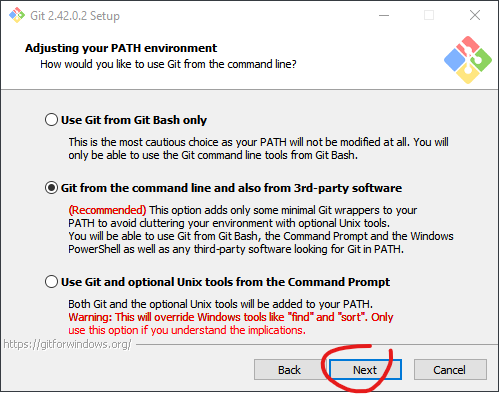 Git 2.42.0.2 Setup
Adjusting your PATH environment
How would you like to use Git from the command line?
Use Git from Git Bash only
This is the most cautious choice as your PATH will not be modified at all. You will
only be able to use the Git command line tools from Git Bash.
Git from the command line and also from 3rd-party software
(Recommended) This option adds only some minimal Git wrappers to your
PATH to avoid cluttering your environment with optional Unix tools.
You will be able to use Git from Git Bash, the Command Prompt and the Windows
PowerShell as well as any third-party software looking for Git in PATH.
Use Git and optional Unix tools from the Command Prompt
Both Git and the optional Unix tools will be added to your PATH.
Warning: This will override Windows tools like "find" and "sort". Only
use this option if you understand the implications.
https://gitforwindows.org/
Back Next Cancel